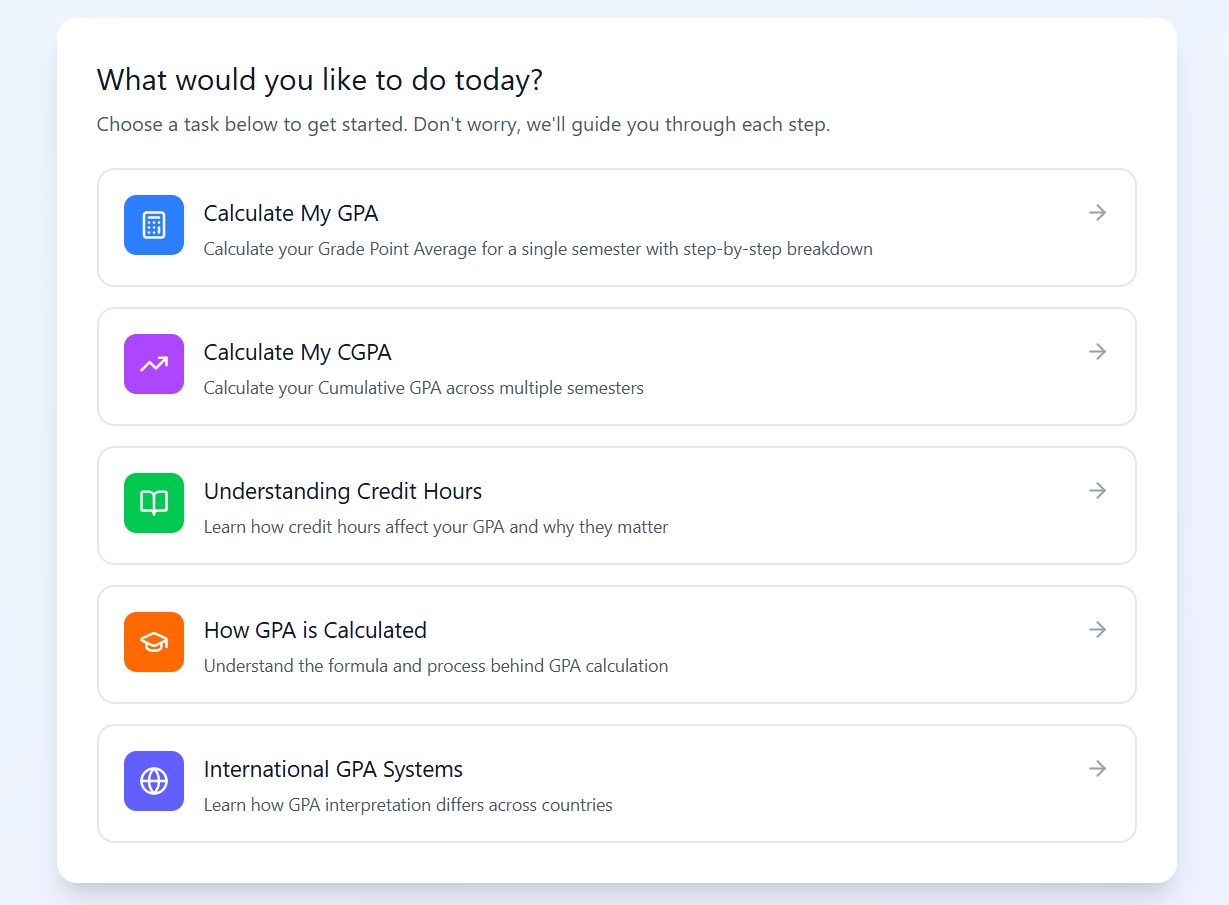 What would you like to do today?
Choose a task below to get started. Don't worry, we'll guide you through each step.
Calculate My GPA
Calculate your Grade Point Average for a single semester with step-by-step breakdown
Calculate My CGPA
Calculate your Cumulative GPA across multiple semesters
Understanding Credit Hours
Learn how credit hours affect your GPA and why they matter
How GPA is Calculated
Understand the formula and process behind GPA calculation
International GPA Systems
Learn how GPA interpretation differs across countries